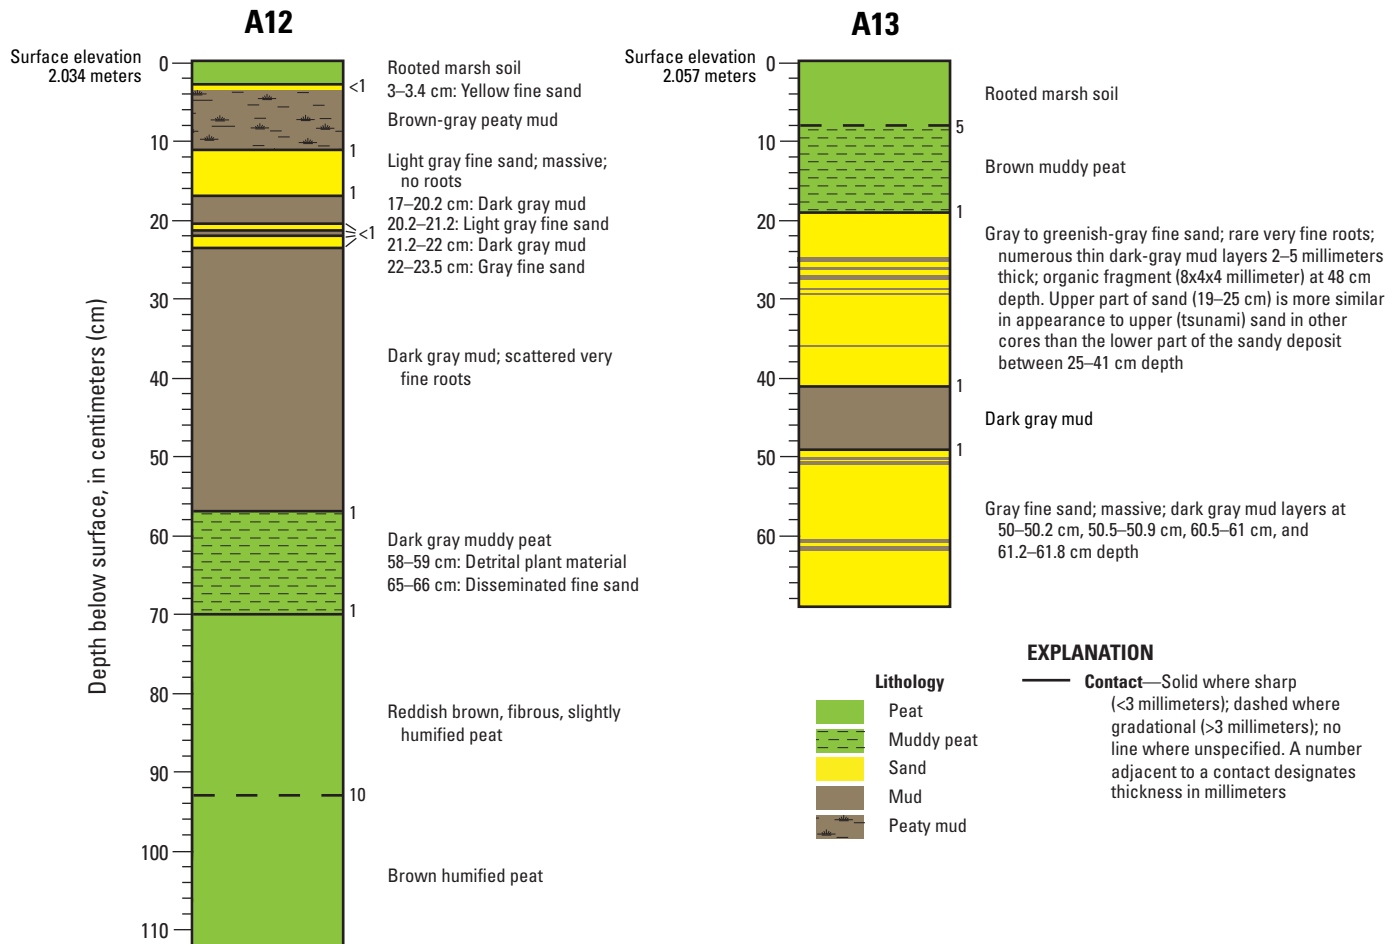 A12
Surface elevation
2.034 meters
0
10
20
30
40
50
60
70
80
90
100
110
Depth below surface, in centimeters (cm)
<1
1
1
<1
1
1
10
Rooted marsh soil
3–3.4 cm: Yellow fine sand
Brown-gray peaty mud
Light gray fine sand; massive;
no roots
17–20.2 cm: Dark gray mud
20.2–21.2: Light gray fine sand
21.2–22 cm: Dark gray mud
22–23.5 cm: Gray fine sand
Dark gray mud; scattered very
fine roots
Dark gray muddy peat
58–59 cm: Detrital plant material
65–66 cm: Disseminated fine sand
Reddish brown, fibrous, slightly
humified peat
Brown humified peat
A13
Surface elevation
2.057 meters
0
10
20
30
40
50
60
5
1
1
1
Rooted marsh soil
Brown muddy peat
Gray to greenish-gray fine sand; rare very fine roots;
numerous thin dark-gray mud layers 2–5 millimeters
thick; organic fragment (8x4x4 millimeter) at 48 cm
depth. Upper part of sand (19–25 cm) is more similar
in appearance to upper (tsunami) sand in other
cores than the lower part of the sandy deposit
between 25–41 cm depth
Dark gray mud
Gray fine sand; massive; dark gray mud layers at
50–50.2 cm, 50.5–50.9 cm, 60.5–61 cm, and
61.2–61.8 cm depth
EXPLANATION
Lithology
Peat
Muddy peat
Sand
Mud
Peaty mud
Contact—Solid where sharp
(<3 millimeters); dashed where
gradational (>3 millimeters); no
line where unspecified. A number
adjacent to a contact designates
thickness in millimeters